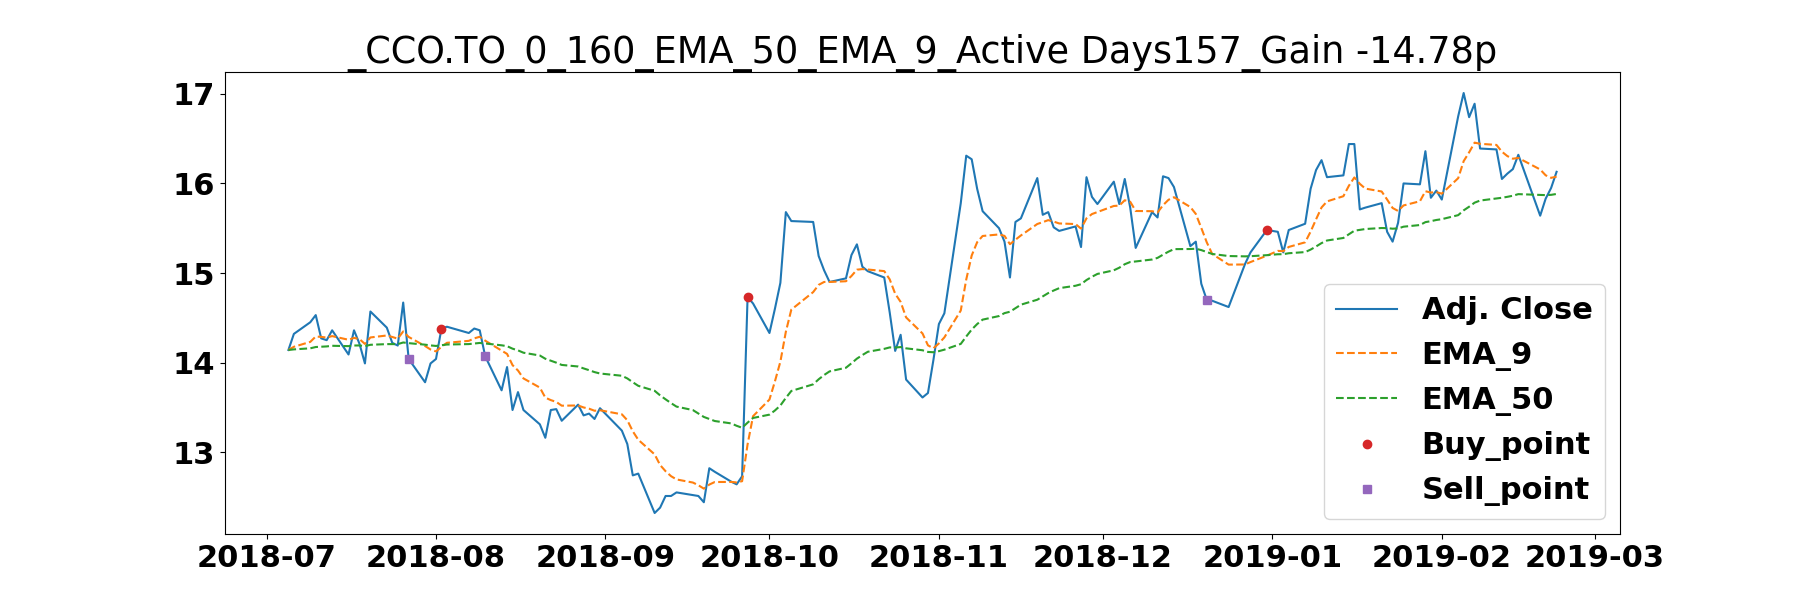 _CCO.TO_0_160_EMA_50_EMA_9_Active Days157_Gain -14.78p
17
16
15
14
13
Adj. Close
EMA_9
EMA_50
Buy_point
Sell_point
2018-07 2018-08 2018-09 2018-10 2018-11 2018-12 2019-01 2019-02 2019-03